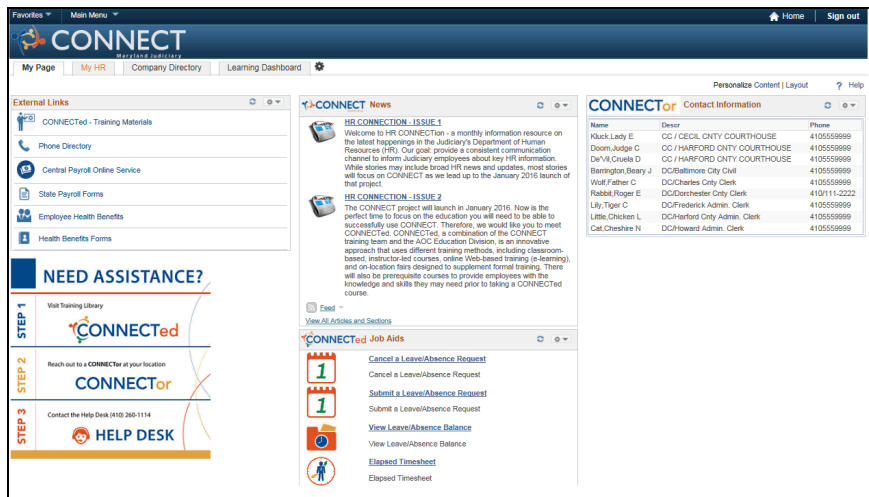 Favorites Main Menu Home Sign out
CONNECT
Maryland Judiciary
My Page My HR Company Directory Learning Dashboard
Personalize Content | Layout ? Help
External Links
CONNECTed - Training Materials
Phone Directory
Central Payroll Online Service
State Payroll Forms
Employee Health Benefits
Health Benefits Forms
NEED ASSISTANCE?
STEP 1
Visit Training Library
CONNECTed
STEP 2
Reach out to a CONNECTor at your location
CONNECTor
STEP 3
Contact the Help Desk (410) 260-1114
HELP DESK
CONNECT News
HR CONNECTION - ISSUE 1
Welcome to HR CONNECTion - a monthly information resource on
the latest happenings in the Judiciary's Department of Human
Resources (HR). Our goal: provide a consistent communication
channel to inform Judiciary employees about key HR information.
While stories may include broad HR news and updates, most stories
will focus on CONNECT as we lead up to the January 2016 launch of
that project.
HR CONNECTION - ISSUE 2
The CONNECT project will launch in January 2016. Now is the
perfect time to focus on the education you will need to be able to
successfully use CONNECT. Therefore, we would like you to meet
CONNECTed. CONNECTed, a combination of the CONNECT
training team and the AOC Education Division, is an innovative
approach that uses different training methods, including classroom-
based, instructor-led courses, online Web-based training (e-learning),
and on-location fairs designed to supplement formal training. There
will also be prerequisite courses to provide employees with the
knowledge and skills they may need prior to taking a CONNECTed
course.
Feed
View All Articles and Sections
CONNECTed Job Aids
1
Cancel a Leave/Absence Request
Cancel a Leave/Absence Request
1
Submit a Leave/Absence Request
Submit a Leave/Absence Request
View Leave/Absence Balance
View Leave/Absence Balance
Elapsed Timesheet
Elapsed Timesheet
CONNECTor Contact Information
Name Descr Phone
Kluck,Lady E CC / CECIL CNTY COURTHOUSE 4105559999
Doom,Judge C CC / HARFORD CNTY COURTHOUSE 4105559999
De'Vil,Cruela D CC / HARFORD CNTY COURTHOUSE 4105559999
Barrington,Beary J DC/Baltimore City Civil 4105559999
Wolf,Father C DC/Charles Cnty Clerk 4105559999
Rabbit,Roger E DC/Dorchester Cnty Clerk 410/111-2222
Lily,Tiger C DC/Frederick Admin. Clerk 4105559999
Little,Chicken L DC/Harford Cnty Admin. Clerk 4105559999
Cat,Cheshire N DC/Howard Admin. Clerk 4105559999